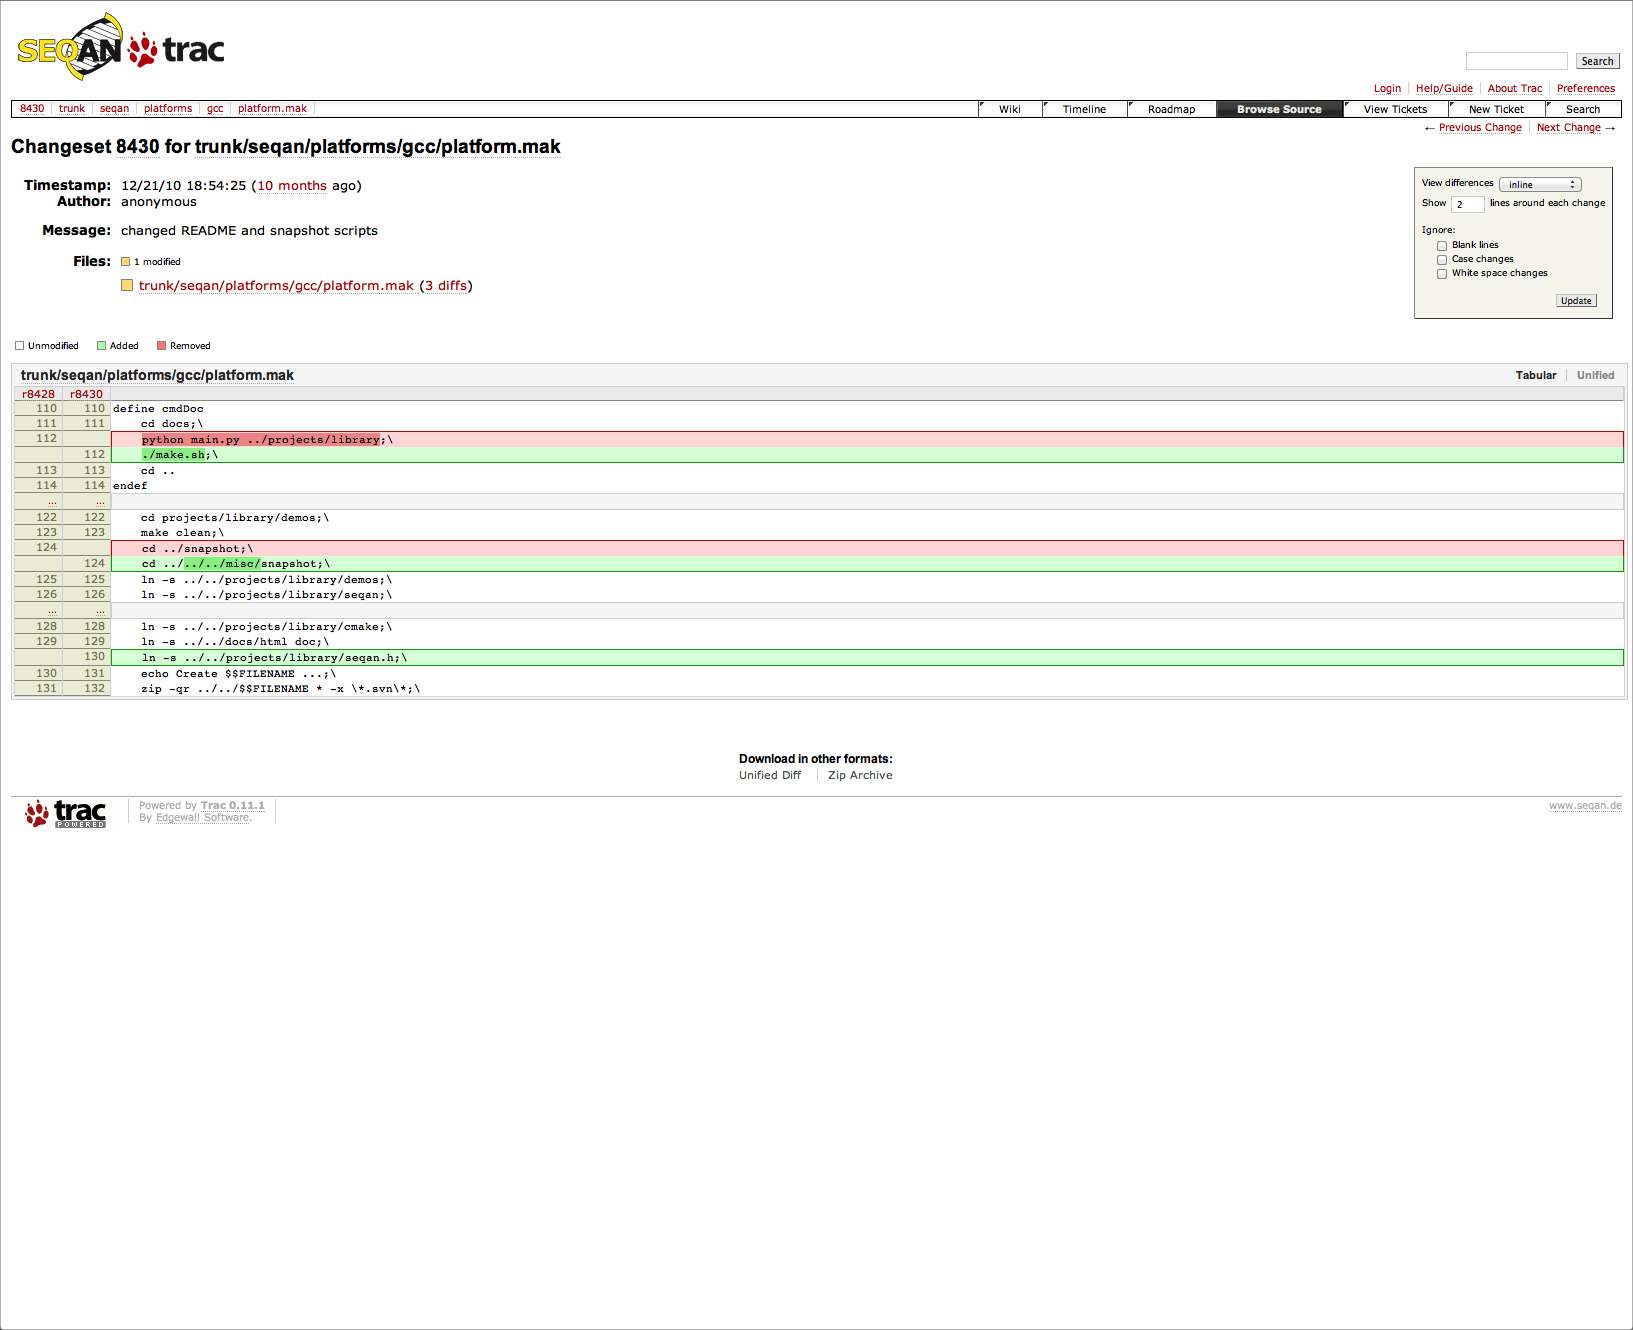 SEQAN trac
Search
Login Help/Guide About Trac Preferences
8430 trunk seqan platforms gcc platform.mak Wiki Timeline Roadmap Browse Source View Tickets New Ticket Search
← Previous Change Next Change →
Changeset 8430 for trunk/seqan/platforms/gcc/platform.mak
Timestamp: 12/21/10 18:54:25 (10 months ago)
Author: anonymous
Message: changed README and snapshot scripts
Files: 1 modified
trunk/seqan/platforms/gcc/platform.mak (3 diffs)
View differences inline
Show 2 lines around each change
Ignore:
Blank lines
Case changes
White space changes
Update
Unmodified Added Removed
trunk/seqan/platforms/gcc/platform.mak Tabular Unified
r8428 r8430
110 110 define cmdDoc
111 111 cd docs;\
112 python main.py ../projects/library;\
112 ./make.sh;\
113 113 cd ..
114 114 endef
... ...
122 122 cd projects/library/demos;\
123 123 make clean;\
124 cd ../snapshot;\
124 cd ../../../misc/snapshot;\
125 125 ln -s ../../projects/library/demos;\
126 126 ln -s ../../projects/library/seqan;\
... ...
128 128 ln -s ../../projects/library/cmake;\
129 129 ln -s ../../docs/html doc;\
130 ln -s ../../projects/library/seqan.h;\
130 131 echo Create $$FILENAME ...;\
131 132 zip -qr ../../$$FILENAME * -x \*.svn\*;\
Download in other formats:
Unified Diff Zip Archive
trac POWERED
Powered by Trac 0.11.1
By Edgewall Software.
www.seqan.de